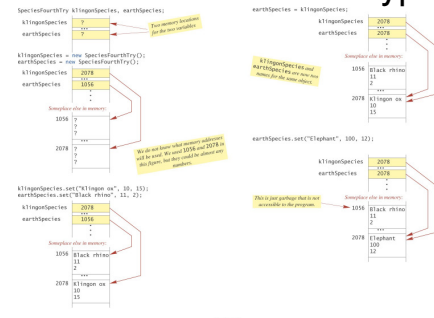 SpeciesFourthTry klingonSpecies, earthSpecies;
klingonSpecies ?
earthSpecies ?
Two memory locations
for the two variables
klingonSpecies = new SpeciesFourthTry();
earthSpecies = new SpeciesFourthTry();
klingonSpecies 2078
earthSpecies 1056
Someplace else in memory:
1056 ?
?
?
2078 ?
?
?
We do not know what memory addresses
will be used. We used 1056 and 2078 in
this figure, but they could be almost any
numbers.
klingonSpecies.set("Klingon ox", 10, 15);
earthSpecies.set("Black rhino", 11, 2);
klingonSpecies 2078
earthSpecies 1056
Someplace else in memory:
1056 Black rhino
11
2
2078 Klingon ox
10
15
earthSpecies = klingonSpecies;
klingonSpecies 2078
earthSpecies 2078
klingonSpecies and
earthSpecies are now two
names for the same object.
Someplace else in memory:
1056 Black rhino
11
2
2078 Klingon ox
10
15
earthSpecies.set("Elephant", 100, 12);
klingonSpecies 2078
earthSpecies 2078
This is just garbage that is not
accessible to the program.
Someplace else in memory:
1056 Black rhino
11
2
2078 Elephant
100
12